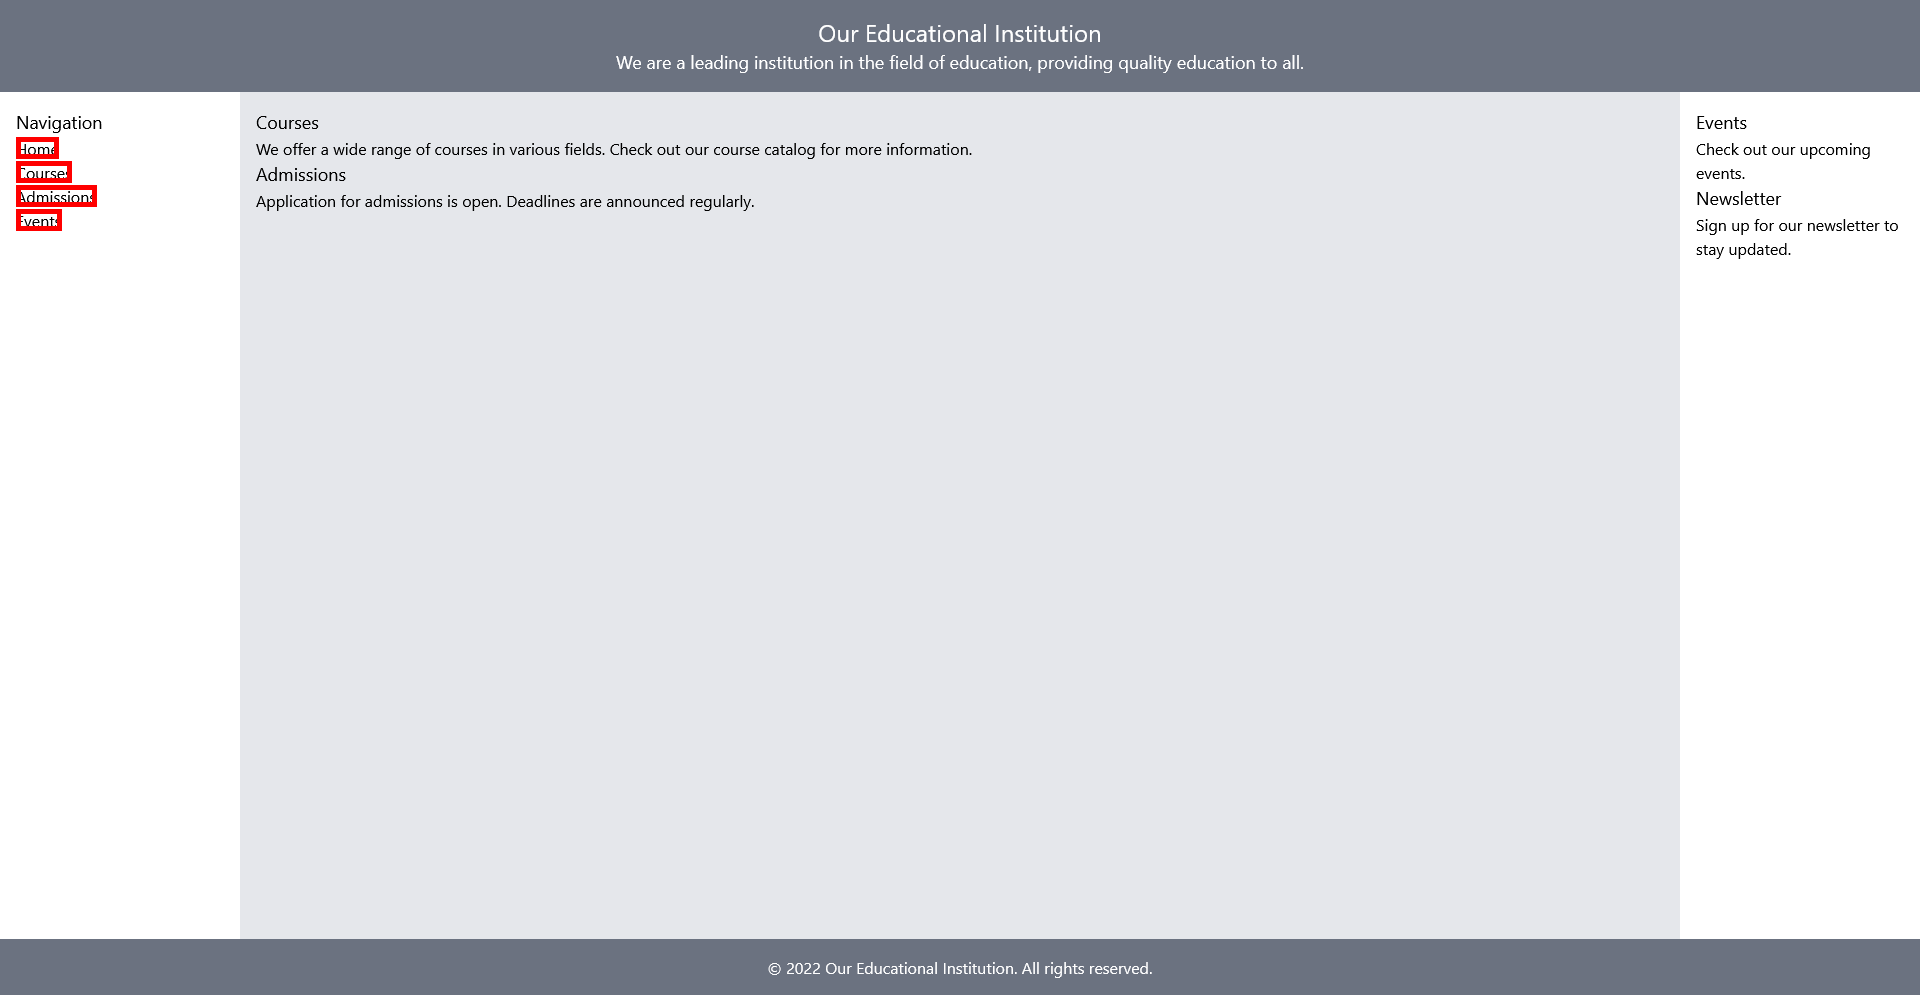 Our Educational Institution
We are a leading institution in the field of education, providing quality education to all.
Navigation
Home
Courses
Admissions
Events
Courses
We offer a wide range of courses in various fields. Check out our course catalog for more information.
Admissions
Application for admissions is open. Deadlines are announced regularly.
Events
Check out our upcoming
events.
Newsletter
Sign up for our newsletter to
stay updated.
© 2022 Our Educational Institution. All rights reserved.